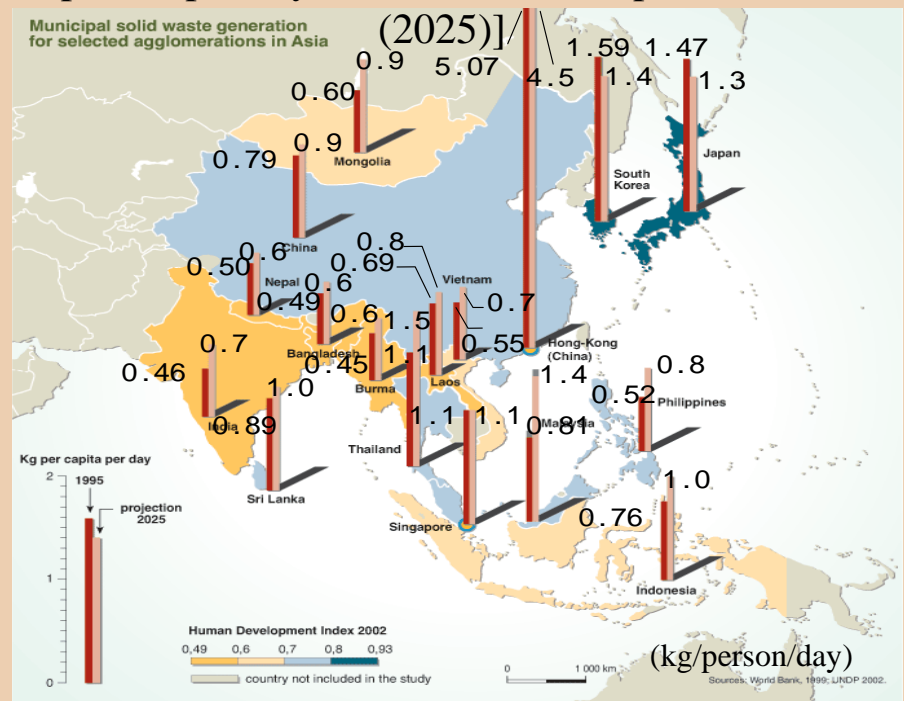 Municipal solid waste generation
for selected agglomerations in Asia
(2025)]
5.07
4.5
1.59
1.4
1.47
1.3
0.9
0.60
Mongolia
South
Korea
Japan
0.9
0.79
China
0.6
0.50
Nepal
0.49
0.6
Bangladesh
0.8
0.69
Vietnam
0.7
0.55
Laos
0.6
0.45
Burma
1.5
1.1
Thailand
Hong-Kong
(China)
0.7
0.46
India
1.0
0.89
Sri Lanka
1.1
1.1
Singapore
1.4
0.81
Malaysia
0.8
0.52
Philippines
1.0
0.76
Indonesia
Kg per capita per day
2
1995
projection
2025
1
0
Human Development Index 2002
0,49 0,6 0,7 0,8 0,93
country not included in the study
0 1 000 km
(kg/person/day)
Sources: World Bank, 1999; UNDP 2002.